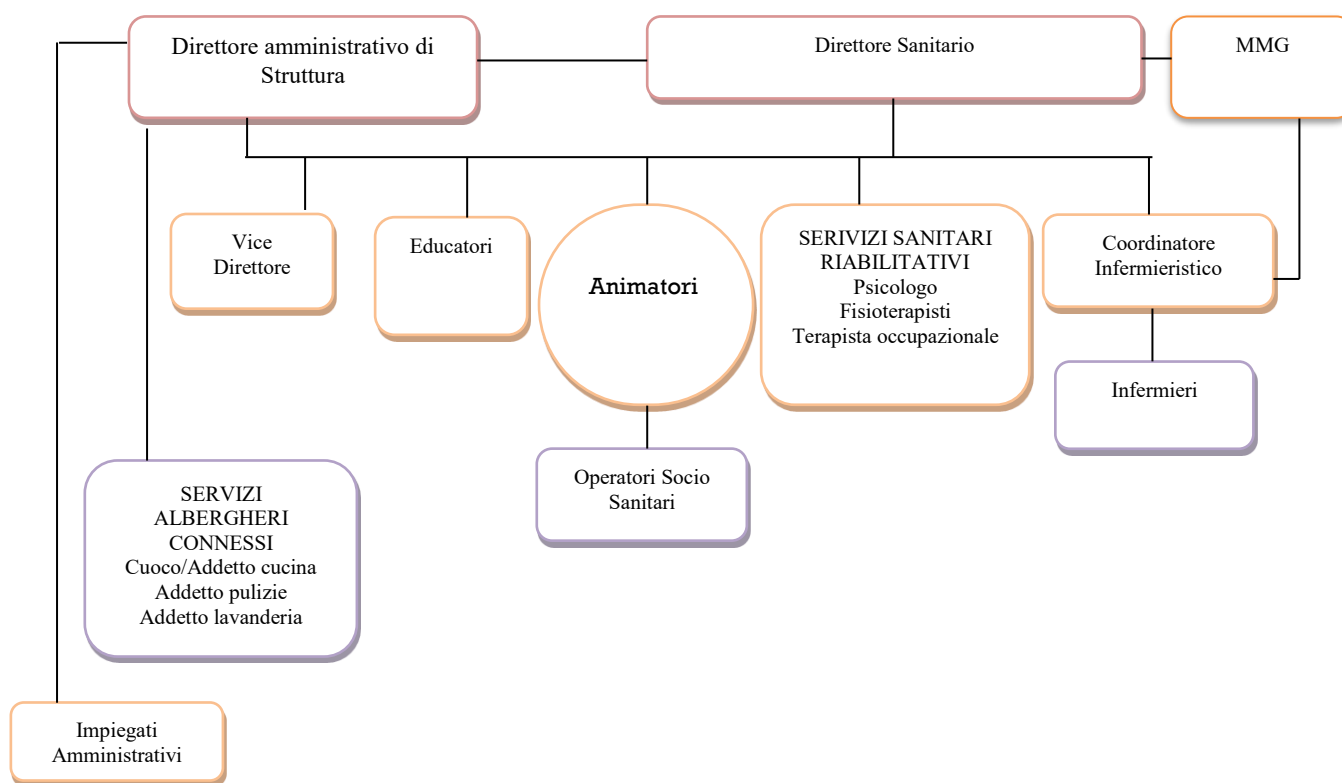 Direttore amministrativo di
Struttura
Direttore Sanitario
MMG
Vice
Direttore
Educatori
Animatori
SERIVIZI SANITARI
RIABILITATIVI
Psicologo
Fisioterapisti
Terapista occupazionale
Coordinatore
Infermieristico
Infermieri
Operatori Socio
Sanitari
SERVIZI
ALBERGHERI
CONNESSI
Cuoco/Addetto cucina
Addetto pulizie
Addetto lavanderia
Impiegati
Amministrativi